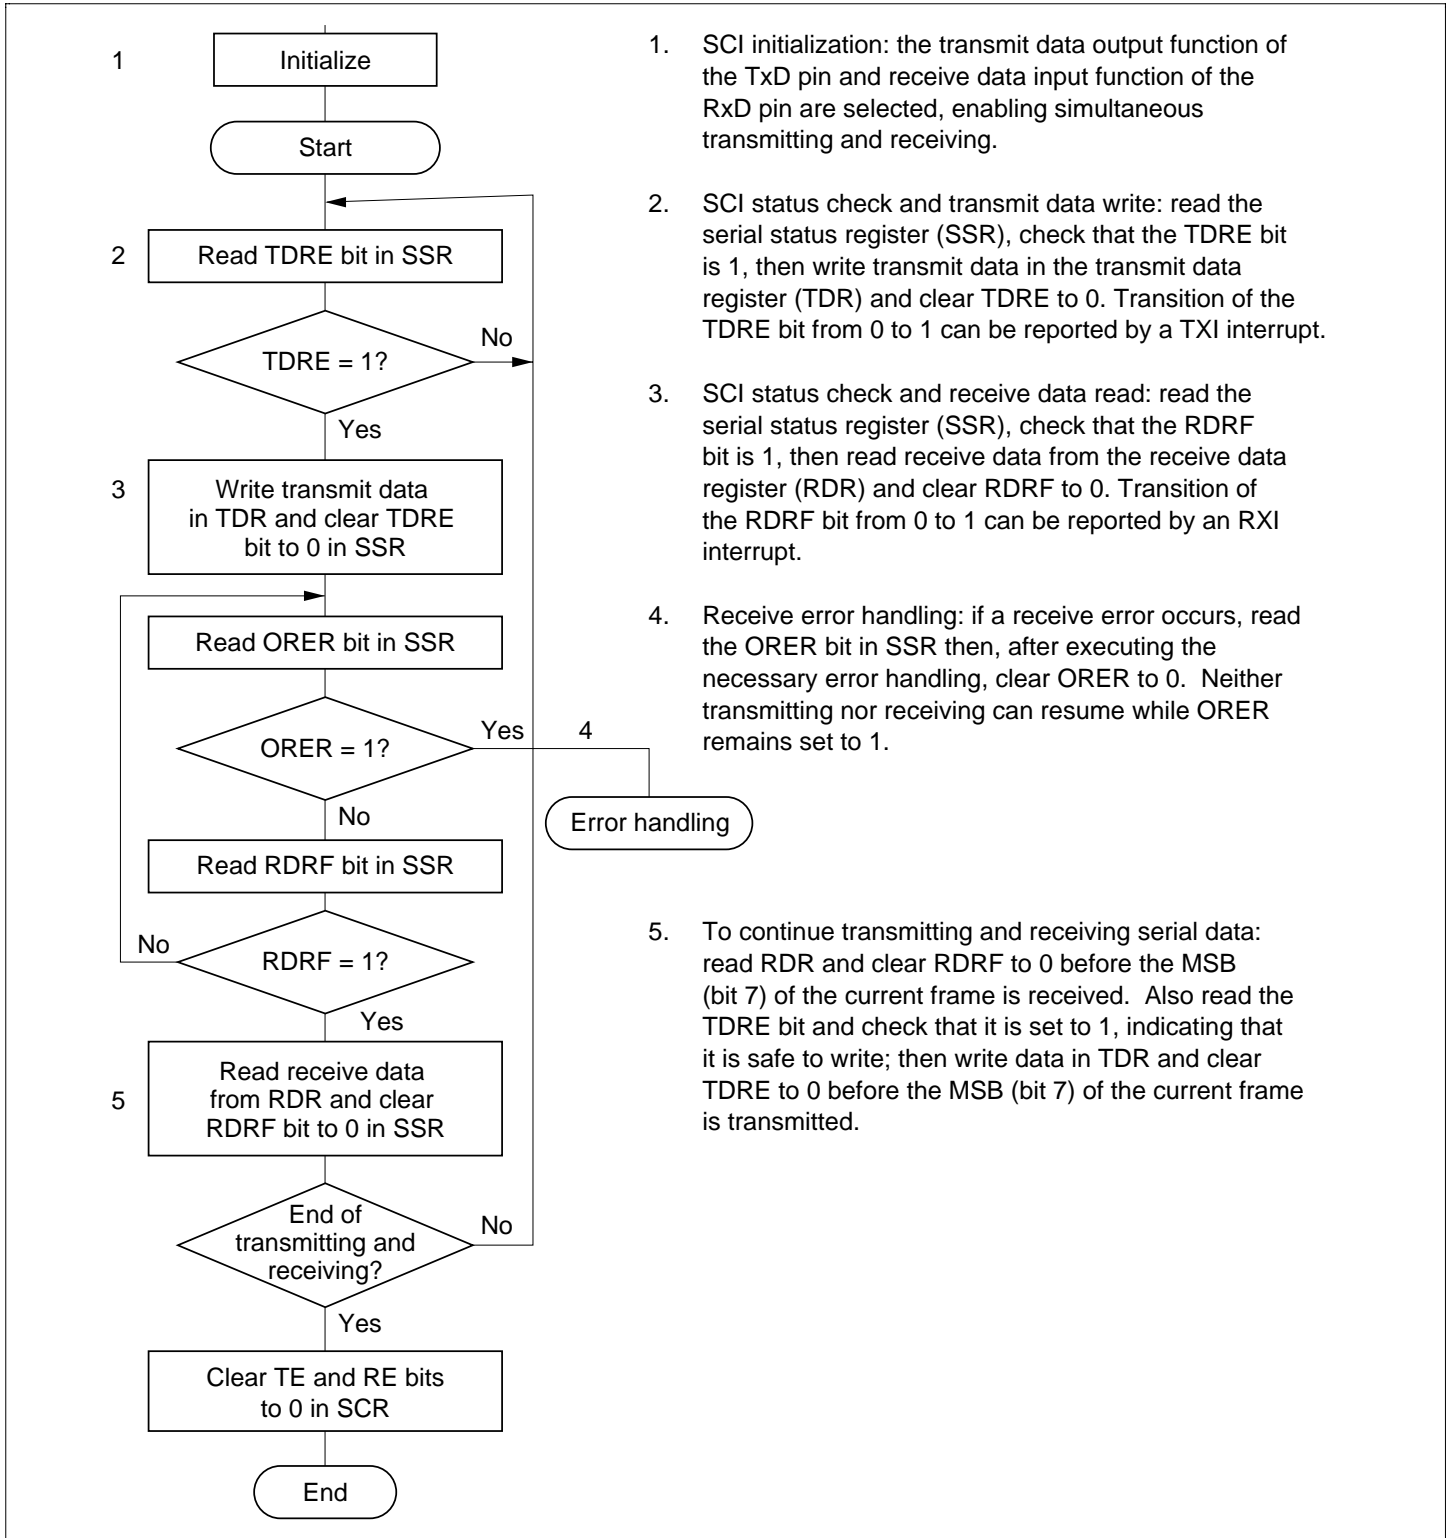 1
Initialize
Start
2
Read TDRE bit in SSR
TDRE = 1?
No
Yes
3
Write transmit data
in TDR and clear TDRE
bit to 0 in SSR
Read ORER bit in SSR
ORER = 1?
Yes
4
No
Error handling
Read RDRF bit in SSR
No
RDRF = 1?
Yes
5
Read receive data
from RDR and clear
RDRF bit to 0 in SSR
End of
transmitting and
receiving?
No
Yes
Clear TE and RE bits
to 0 in SCR
End
1. SCI initialization: the transmit data output function of
the TxD pin and receive data input function of the
RxD pin are selected, enabling simultaneous
transmitting and receiving.
2. SCI status check and transmit data write: read the
serial status register (SSR), check that the TDRE bit
is 1, then write transmit data in the transmit data
register (TDR) and clear TDRE to 0. Transition of the
TDRE bit from 0 to 1 can be reported by a TXI interrupt.
3. SCI status check and receive data read: read the
serial status register (SSR), check that the RDRF
bit is 1, then read receive data from the receive data
register (RDR) and clear RDRF to 0. Transition of
the RDRF bit from 0 to 1 can be reported by an RXI
interrupt.
4. Receive error handling: if a receive error occurs, read
the ORER bit in SSR then, after executing the
necessary error handling, clear ORER to 0. Neither
transmitting nor receiving can resume while ORER
remains set to 1.
5. To continue transmitting and receiving serial data:
read RDR and clear RDRF to 0 before the MSB
(bit 7) of the current frame is received. Also read the
TDRE bit and check that it is set to 1, indicating that
it is safe to write; then write data in TDR and clear
TDRE to 0 before the MSB (bit 7) of the current frame
is transmitted.